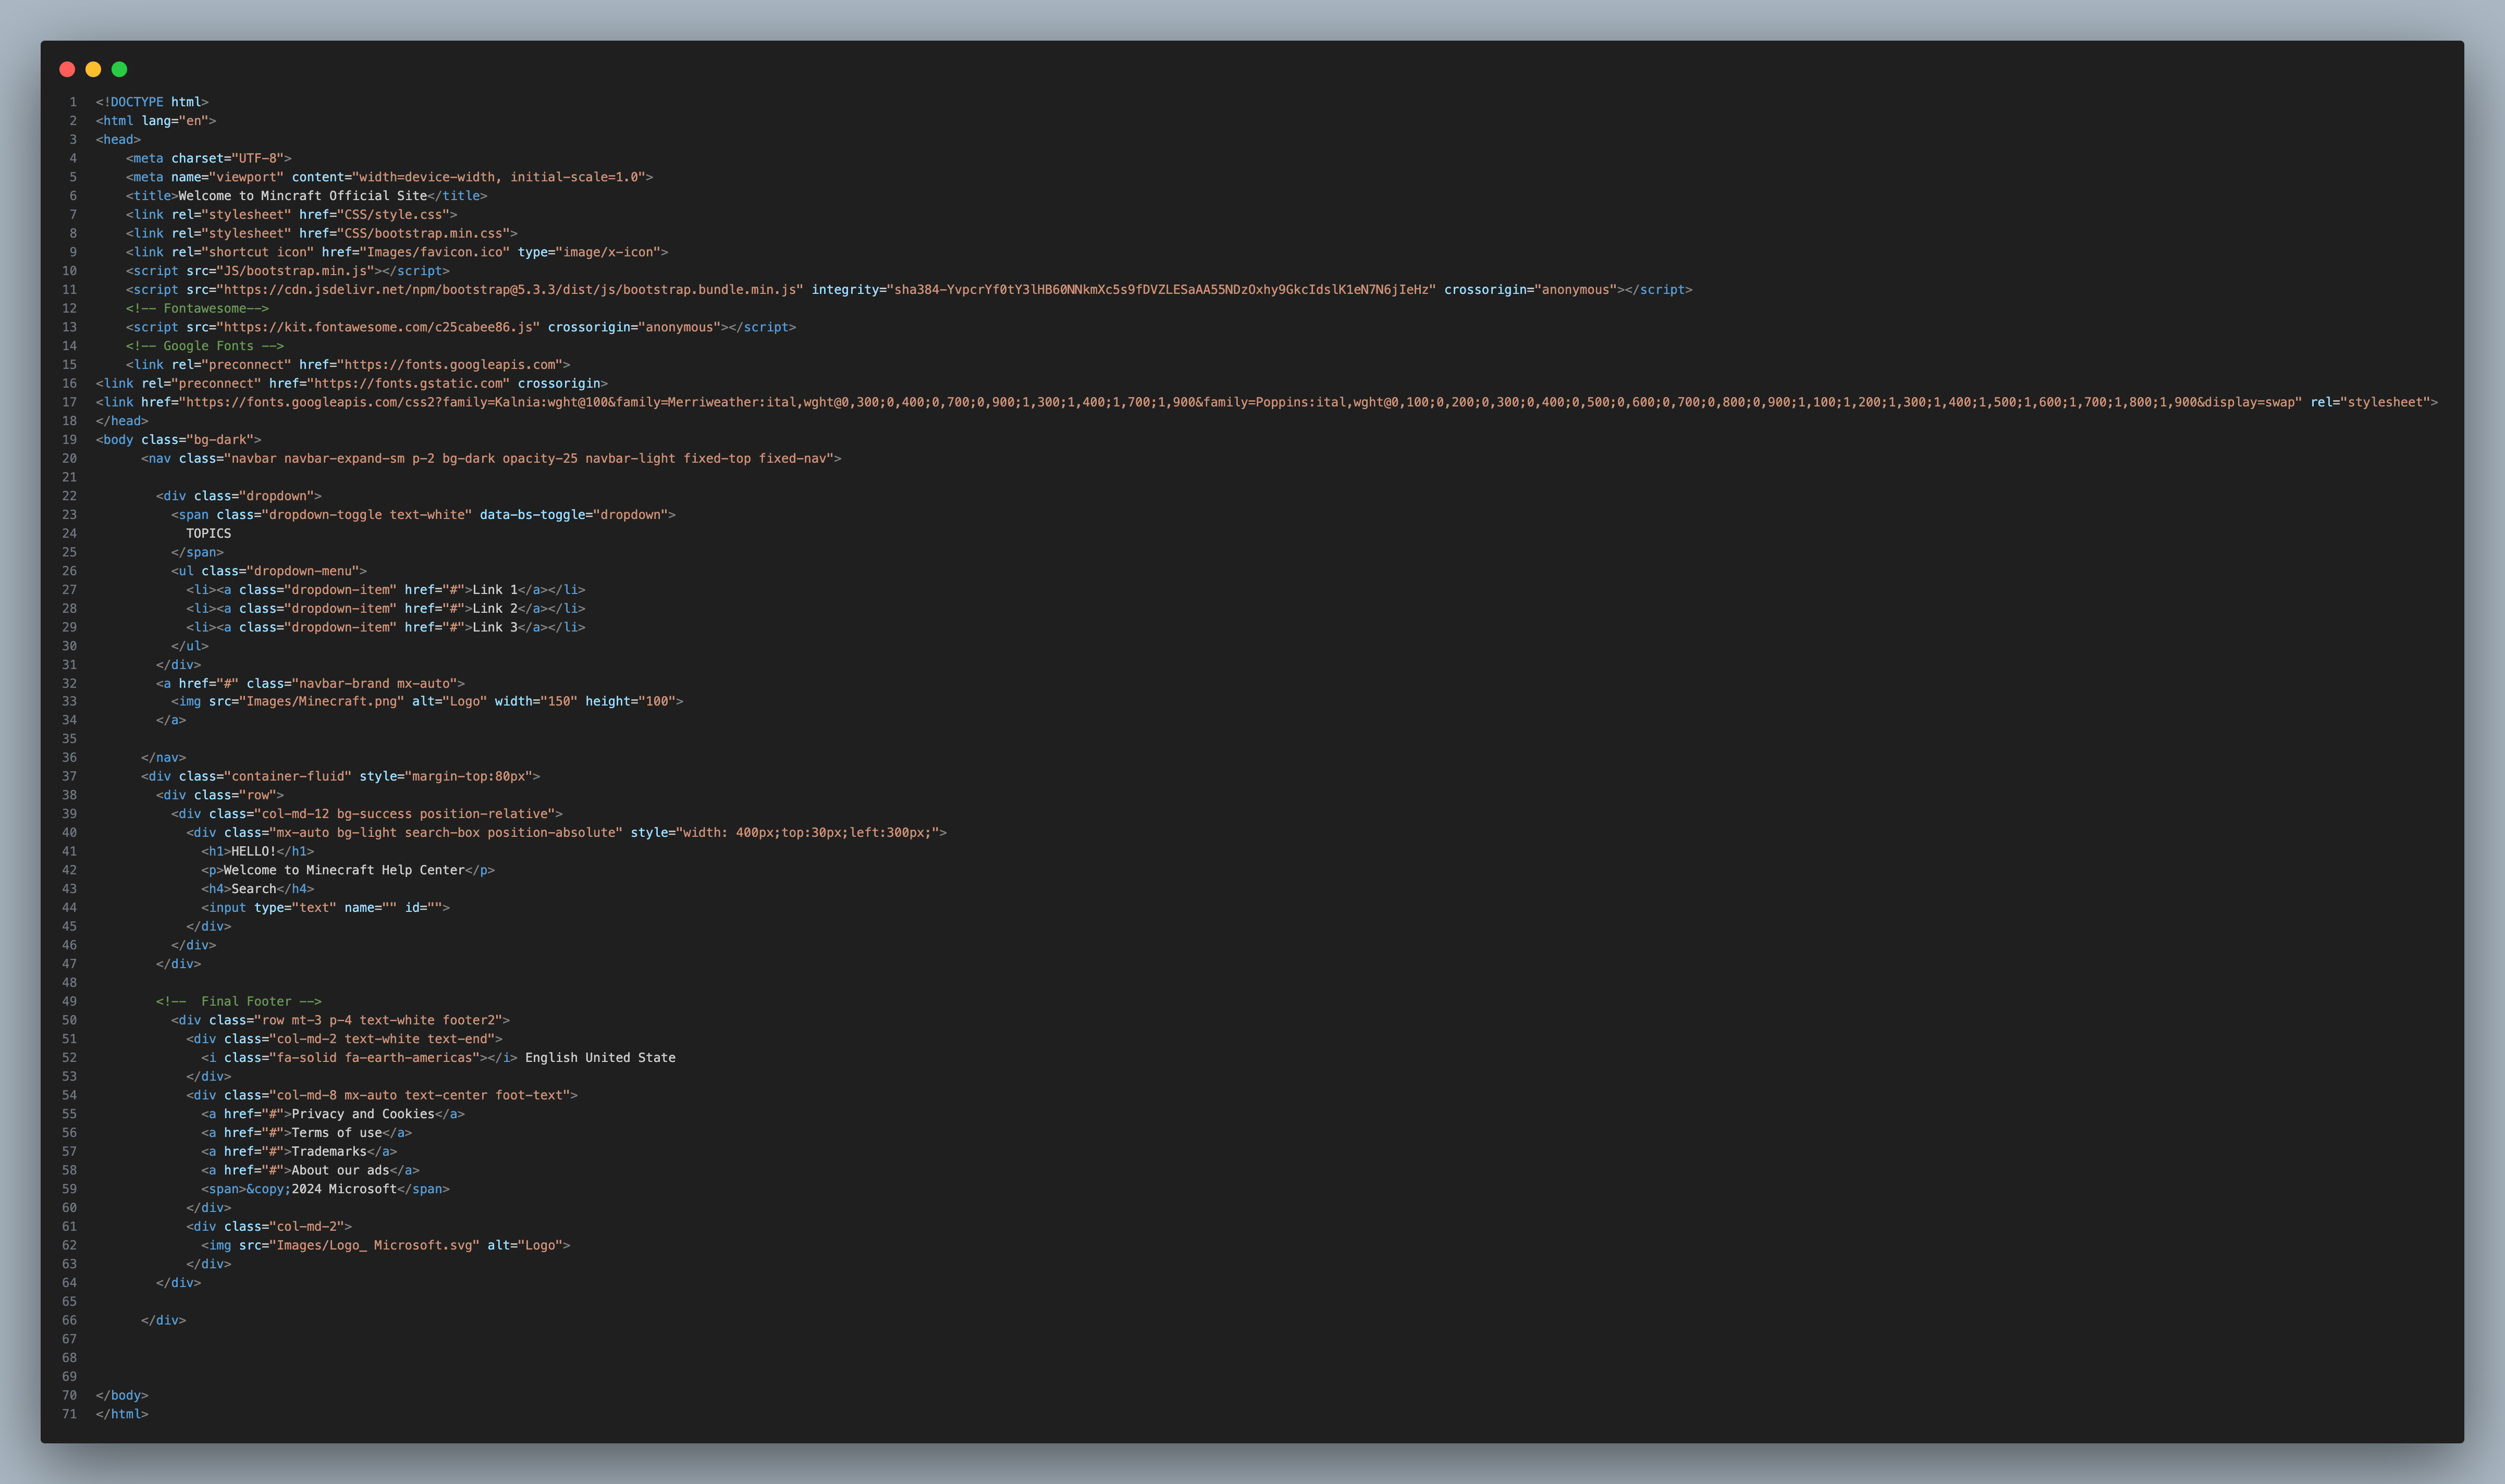 1 <!DOCTYPE html>
2 <html lang="en">
3 <head>
4     <meta charset="UTF-8">
5     <meta name="viewport" content="width=device-width, initial-scale=1.0">
6     <title>Welcome to Mincraft Official Site</title>
7     <link rel="stylesheet" href="CSS/style.css">
8     <link rel="stylesheet" href="CSS/bootstrap.min.css">
9     <link rel="shortcut icon" href="Images/favicon.ico" type="image/x-icon">
10     <script src="JS/bootstrap.min.js"></script>
11     <script src="https://cdn.jsdelivr.net/npm/bootstrap@5.3.3/dist/js/bootstrap.bundle.min.js" integrity="sha384-YvpcrYf0tY3lHB60NNkmXc5s9fDVZLESaAA55NDzOxhy9GkcIdslK1eN7N6jIeHz" crossorigin="anonymous"></script>
12     <!-- Fontawesome-->
13     <script src="https://kit.fontawesome.com/c25cabee86.js" crossorigin="anonymous"></script>
14     <!-- Google Fonts -->
15     <link rel="preconnect" href="https://fonts.googleapis.com">
16 <link rel="preconnect" href="https://fonts.gstatic.com" crossorigin>
17 <link href="https://fonts.googleapis.com/css2?family=Kalnia:wght@100&family=Merriweather:ital,wght@0,300;0,400;0,700;0,900;1,300;1,400;1,700;1,900&family=Poppins:ital,wght@0,100;0,200;0,300;0,400;0,500;0,600;0,700;0,800;0,900;1,100;1,200;1,300;1,400;1,500;1,600;1,700;1,800;1,900&display=swap" rel="stylesheet">
18 </head>
19 <body class="bg-dark">
20       <nav class="navbar navbar-expand-sm p-2 bg-dark opacity-25 navbar-light fixed-top fixed-nav">
21
22         <div class="dropdown">
23           <span class="dropdown-toggle text-white" data-bs-toggle="dropdown">
24             TOPICS
25           </span>
26           <ul class="dropdown-menu">
27             <li><a class="dropdown-item" href="#">Link 1</a></li>
28             <li><a class="dropdown-item" href="#">Link 2</a></li>
29             <li><a class="dropdown-item" href="#">Link 3</a></li>
30           </ul>
31         </div>
32         <a href="#" class="navbar-brand mx-auto">
33           <img src="Images/Minecraft.png" alt="Logo" width="150" height="100">
34         </a>
35
36       </nav>
37       <div class="container-fluid" style="margin-top:80px">
38         <div class="row">
39           <div class="col-md-12 bg-success position-relative">
40             <div class="mx-auto bg-light search-box position-absolute" style="width: 400px;top:30px;left:300px;">
41               <h1>HELLO!</h1>
42               <p>Welcome to Minecraft Help Center</p>
43               <h4>Search</h4>
44               <input type="text" name="" id="">
45             </div>
46           </div>
47         </div>
48
49         <!--  Final Footer -->
50           <div class="row mt-3 p-4 text-white footer2">
51             <div class="col-md-2 text-white text-end">
52               <i class="fa-solid fa-earth-americas"></i> English United State
53             </div>
54             <div class="col-md-8 mx-auto text-center foot-text">
55               <a href="#">Privacy and Cookies</a>
56               <a href="#">Terms of use</a>
57               <a href="#">Trademarks</a>
58               <a href="#">About our ads</a>
59               <span>&copy;2024 Microsoft</span>
60             </div>
61             <div class="col-md-2">
62               <img src="Images/Logo_ Microsoft.svg" alt="Logo">
63             </div>
64         </div>
65
66       </div>
67
68
69
70 </body>
71 </html>